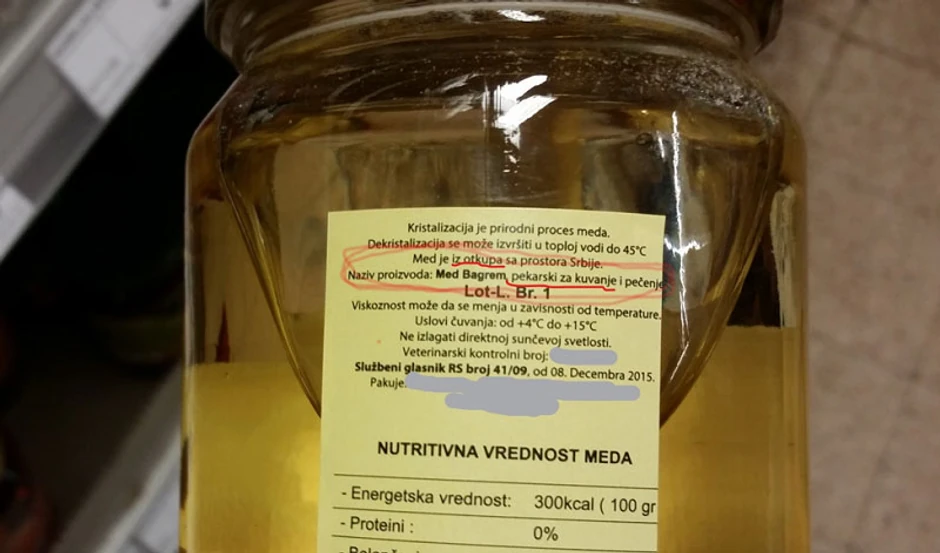 Kristalizacija je prirodni proces meda.
Dekristalizacija se može izvršiti u toploj vodi do 45°C
Med je iz otkupa sa prostora Srbije.
Naziv proizvoda: Med Bagrem, pekarski za kuvanje i pečenje
Lot-L. Br. 1
Viskoznost može da se menja u zavisnosti od temperature.
Uslovi čuvanja: od +4°C do +15°C
Ne izlagati direktnoj sunčevoj svetlosti.
Veterinarski kontrolni broj:
Službeni glasnik RS broj 41/09, od 08. Decembra 2015.
Pakuje:
NUTRITIVNA VREDNOST MEDA
- Energetska vrednost: 300kcal ( 100 gr
- Proteini : 0%